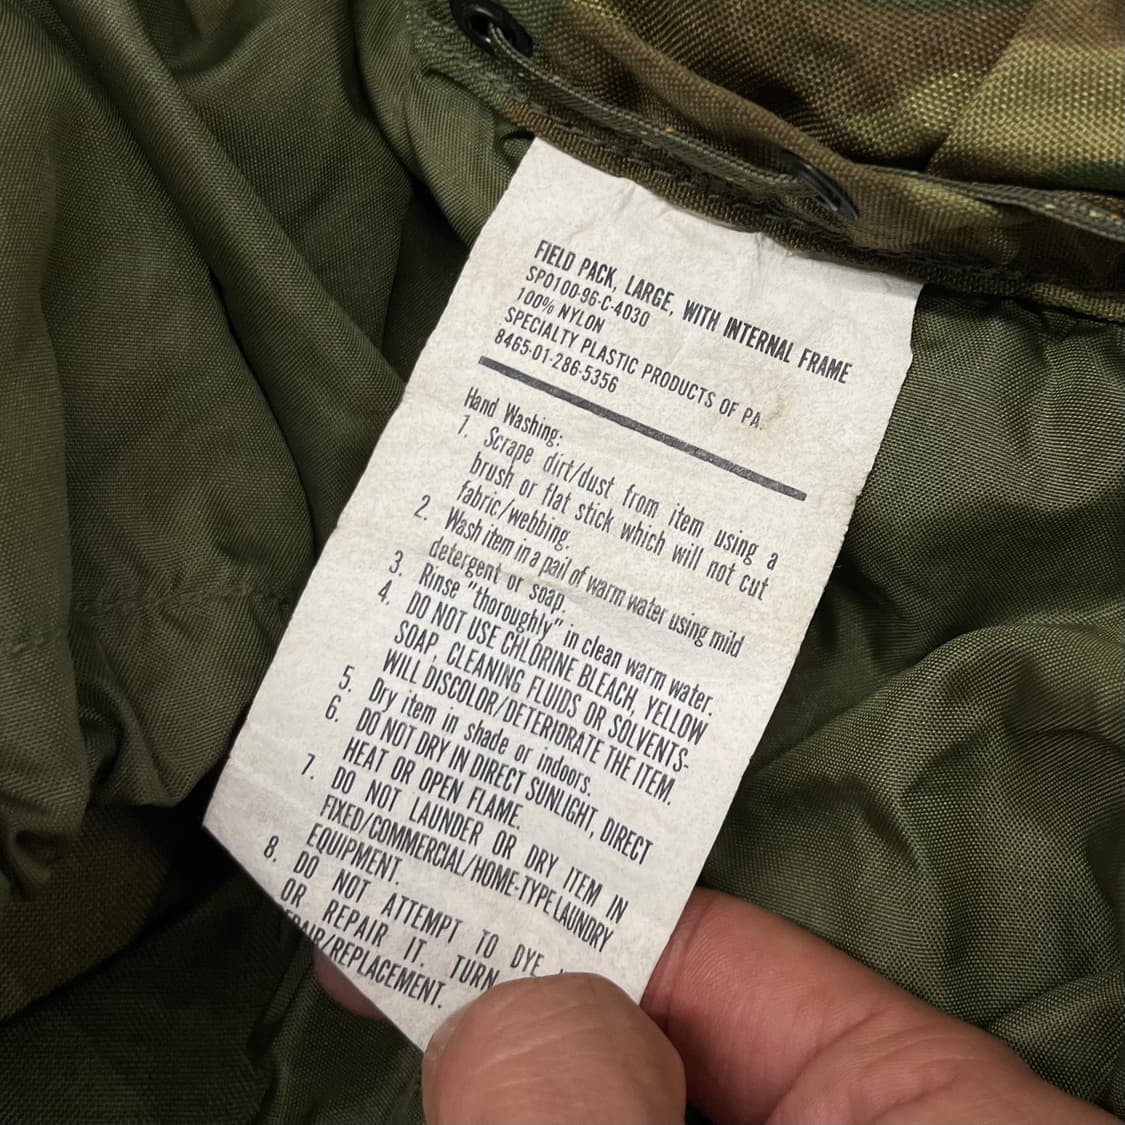 FIELD PACK, LARGE, WITH INTERNAL FRAME
SPO100-96-C-4030
100% NYLON
SPECIALTY PLASTIC PRODUCTS OF PA.
8465-01-286-5356
Hand Washing:
1. Scrape dirt/dust from item using a
brush or flat stick which will not cut
fabric/webbing.
2. Wash item in a pail of warm water using mild
detergent or soap.
3. Rinse "thoroughly" in clean warm water.
4. DO NOT USE CHLORINE BLEACH, YELLOW
SOAP, CLEANING FLUIDS OR SOLVENTS-
WILL DISCOLOR/DETERIORATE THE ITEM.
5. Dry item in shade or indoors.
6. DO NOT DRY IN DIRECT SUNLIGHT, DIRECT
HEAT OR OPEN FLAME.
7. DO NOT LAUNDER OR DRY ITEM IN
FIXED/COMMERCIAL/HOME-TYPE LAUNDRY
EQUIPMENT.
8. DO NOT ATTEMPT TO DYE
OR REPAIR IT. TURN
REPAIR/REPLACEMENT.